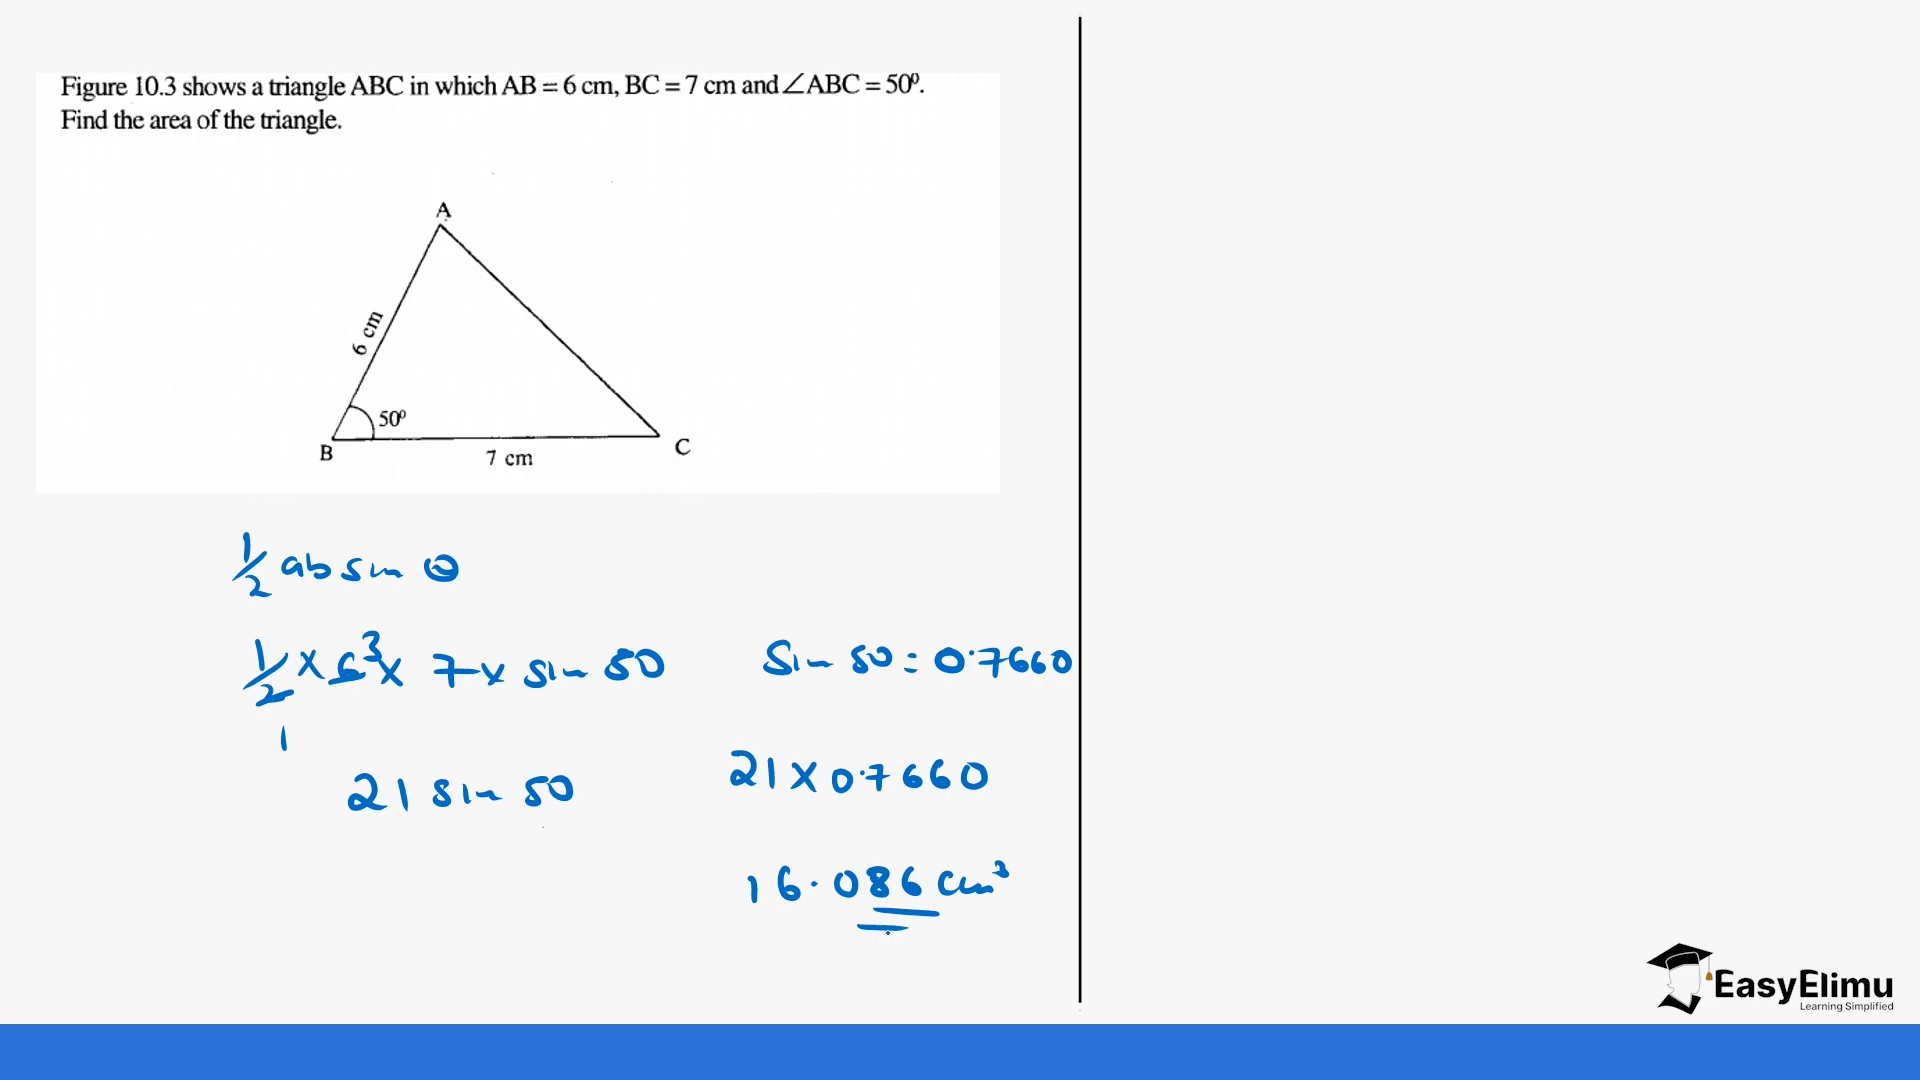 Figure 10.3 shows a triangle ABC in which AB = 6 cm, BC = 7 cm and ∠ABC = 50⁰.
Find the area of the triangle.
A
6 cm
50⁰
B
7 cm
C
½ ab sin θ
½ × 6³ × 7 × sin 50
1
sin 50 = 0.7660
21 sin 50
21 × 0.7660
16.086 cm²
EasyElimu
Learning Simplified